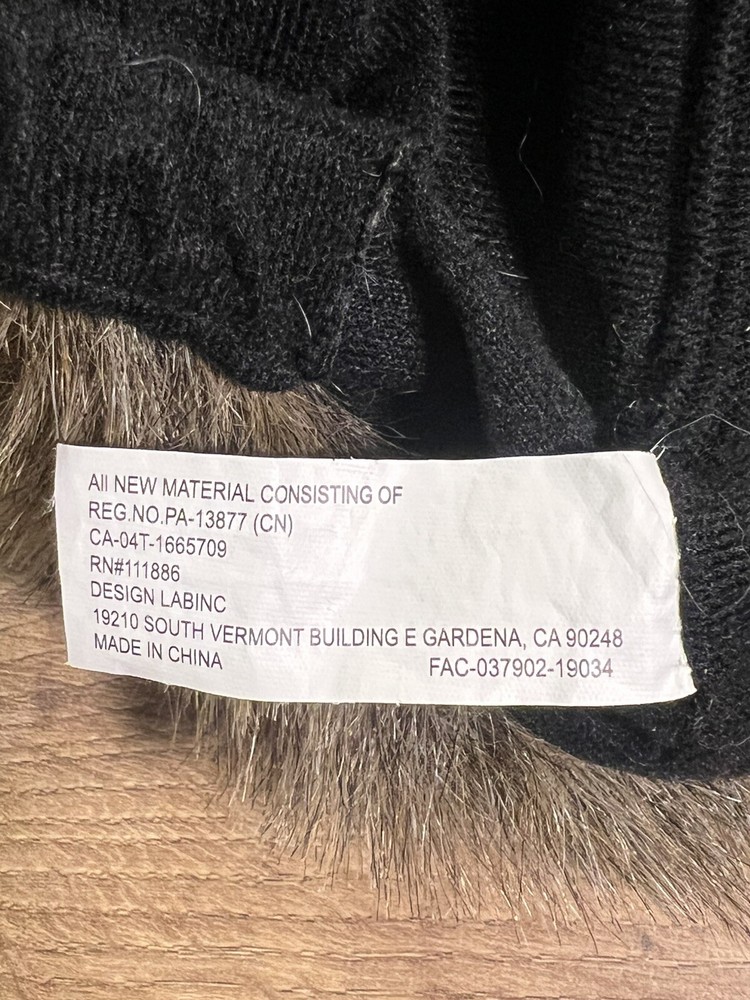 All NEW MATERIAL CONSISTING OF
REG.NO.PA-13877 (CN)
CA-04T-1665709
RN#111886
DESIGN LABINC
19210 SOUTH VERMONT BUILDING E GARDENA, CA 90248
MADE IN CHINA FAC-037902-19034